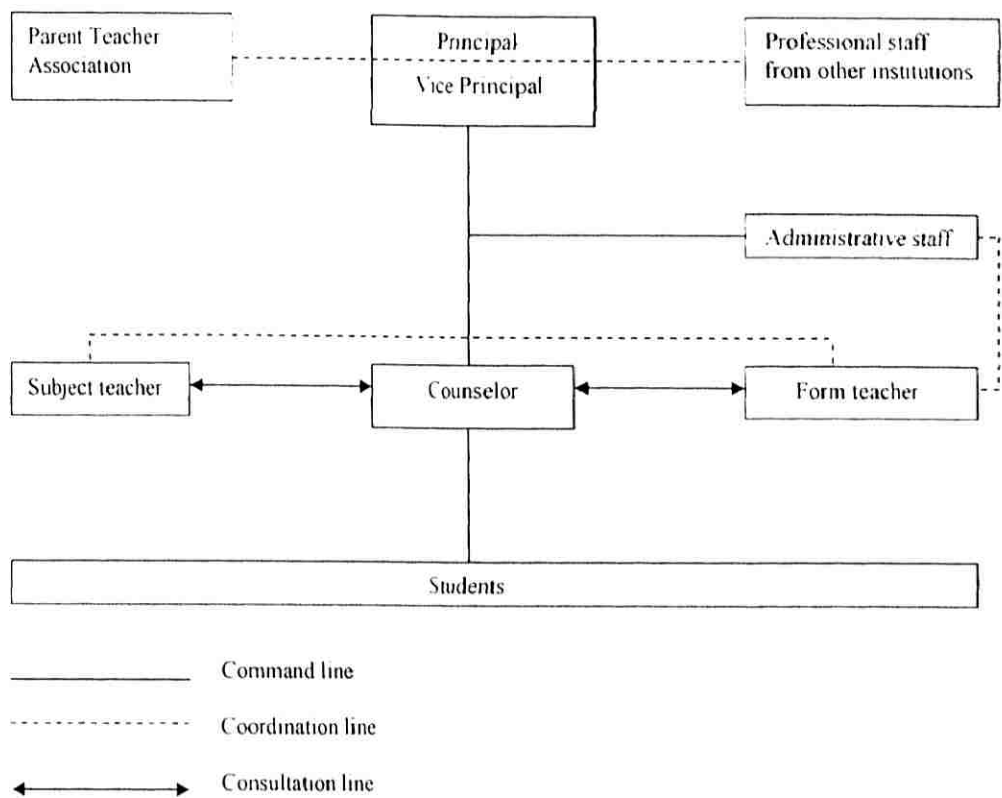 Parent Teacher
Association
Principal
Vice Principal
Professional staff
from other institutions
Administrative staff
Subject teacher
Counselor
Form teacher
Students
Command line
Coordination line
Consultation line